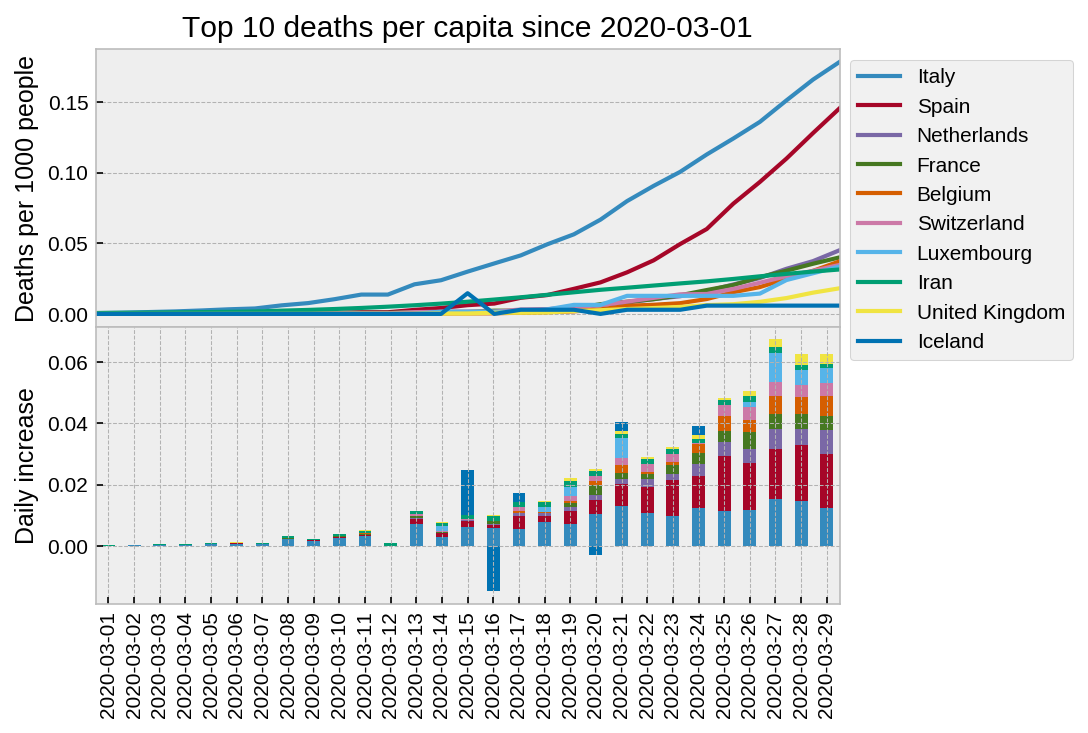 Top 10 deaths per capita since 2020-03-01
Deaths per 1000 people
0.15
0.10
0.05
0.00
Italy
Spain
Netherlands
France
Belgium
Switzerland
Luxembourg
Iran
United Kingdom
Iceland
Daily increase
0.06
0.04
0.02
0.00
2020-03-01
2020-03-02
2020-03-03
2020-03-04
2020-03-05
2020-03-06
2020-03-07
2020-03-08
2020-03-09
2020-03-10
2020-03-11
2020-03-12
2020-03-13
2020-03-14
2020-03-15
2020-03-16
2020-03-17
2020-03-18
2020-03-19
2020-03-20
2020-03-21
2020-03-22
2020-03-23
2020-03-24
2020-03-25
2020-03-26
2020-03-27
2020-03-28
2020-03-29